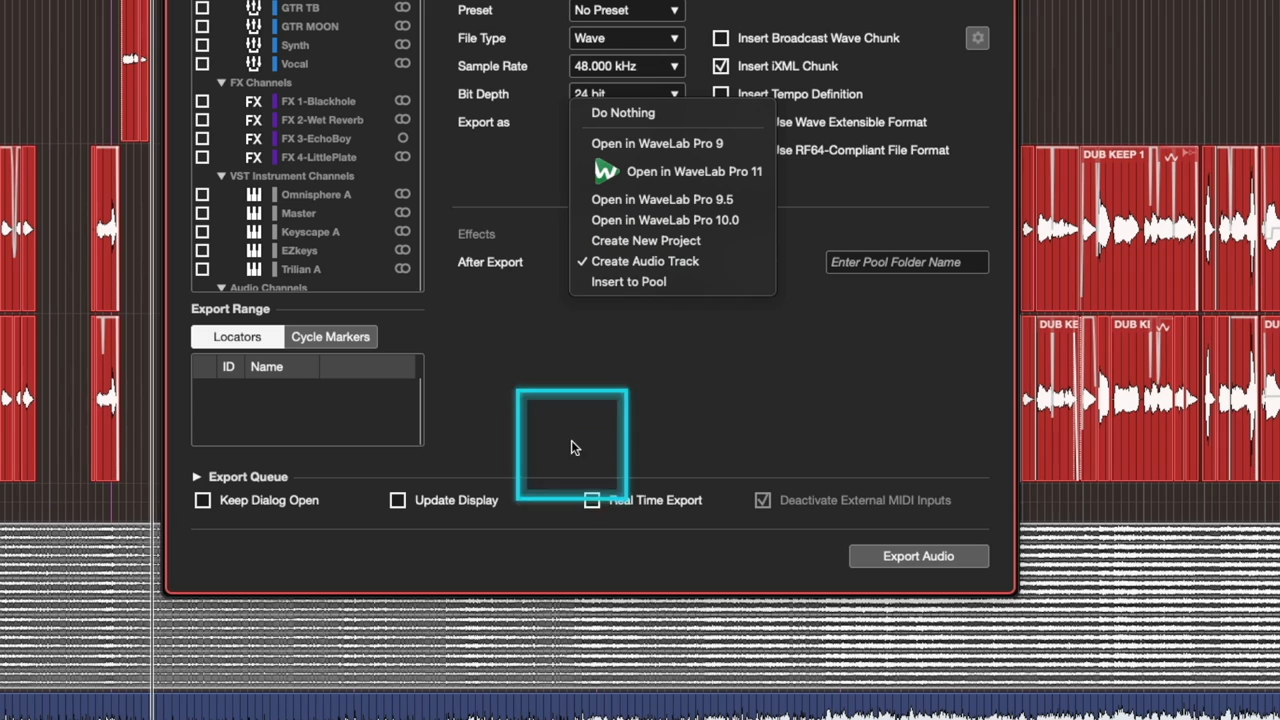 GTR TB
GTR MOON
Synth
Vocal
FX Channels
FX FX 1-Blackhole
FX FX 2-Wet Reverb
FX FX 3-EchoBoy
FX FX 4-LittlePlate
VST Instrument Channels
Omnisphere A
Master
Keyscape A
EZkeys
Trilian A
Audio Channels
Export Range
Locators
Cycle Markers
ID Name
Export Queue
Keep Dialog Open
Update Display
Real Time Export
Deactivate External MIDI Inputs
Export Audio
Preset No Preset
File Type Wave
Sample Rate 48.000 kHz
Bit Depth 24 bit
Export as
Effects
After Export
Insert Broadcast Wave Chunk
Insert iXML Chunk
Insert Tempo Definition
Use Wave Extensible Format
Use RF64-Compliant File Format
Enter Pool Folder Name
Do Nothing
Open in WaveLab Pro 9
Open in WaveLab Pro 11
Open in WaveLab Pro 9.5
Open in WaveLab Pro 10.0
Create New Project
Create Audio Track
Insert to Pool
DUB KEEP 1
DUB KE
DUB KI
DU